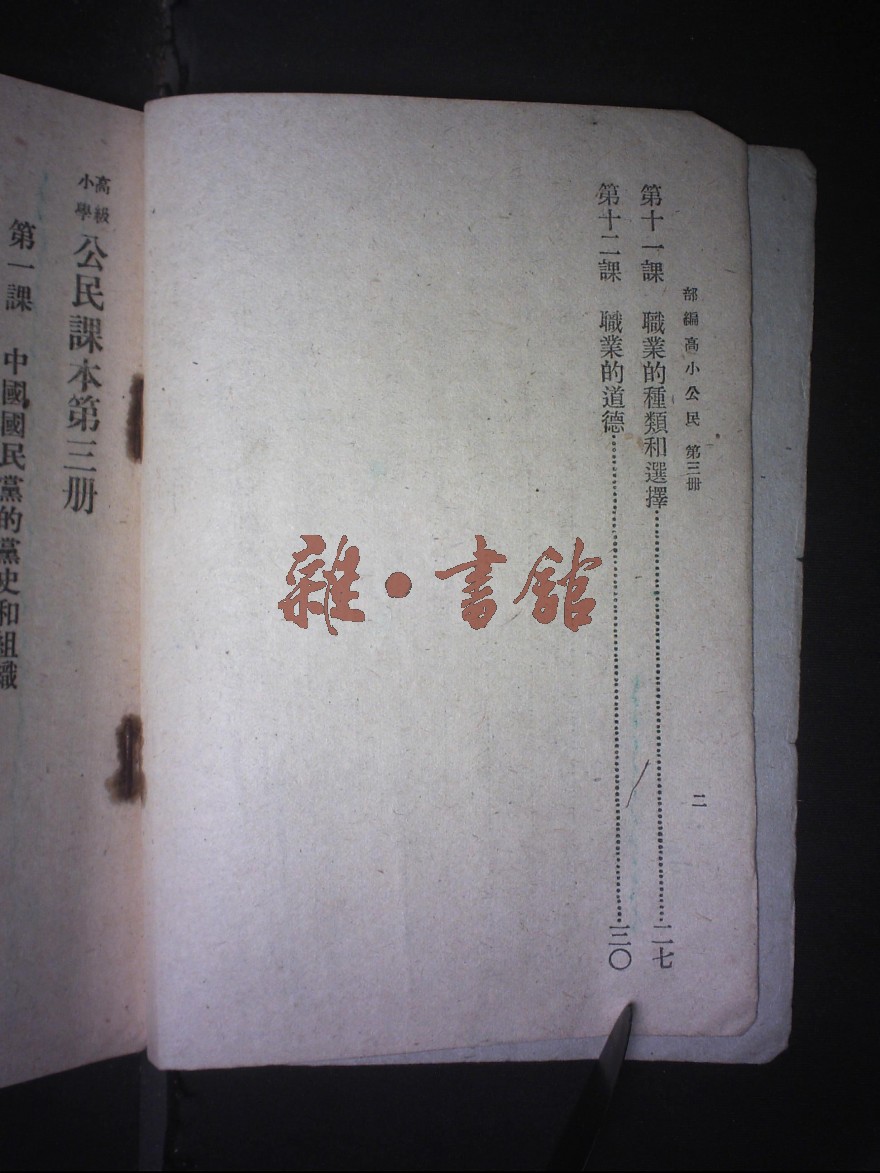 部編高小公民 第三冊
二
第十一課 職業的種類和選擇⋯⋯⋯⋯⋯⋯二七
第十二課 職業的道德⋯⋯⋯⋯⋯⋯三〇
雜·書館
高級小學 公民課本第三册
第一課 中國國民黨的黨史和組織